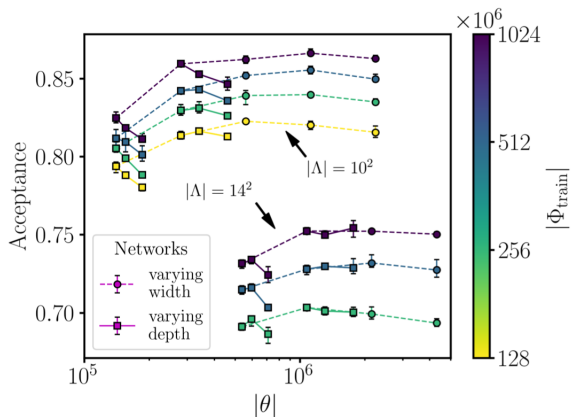 ×10⁶
Acceptance
0.85
0.80
0.75
0.70
|Λ| = 10²
|Λ| = 14²
Networks
varying
width
varying
depth
10⁵
10⁶
|θ|
1024
512
256
128
|Φtrain|